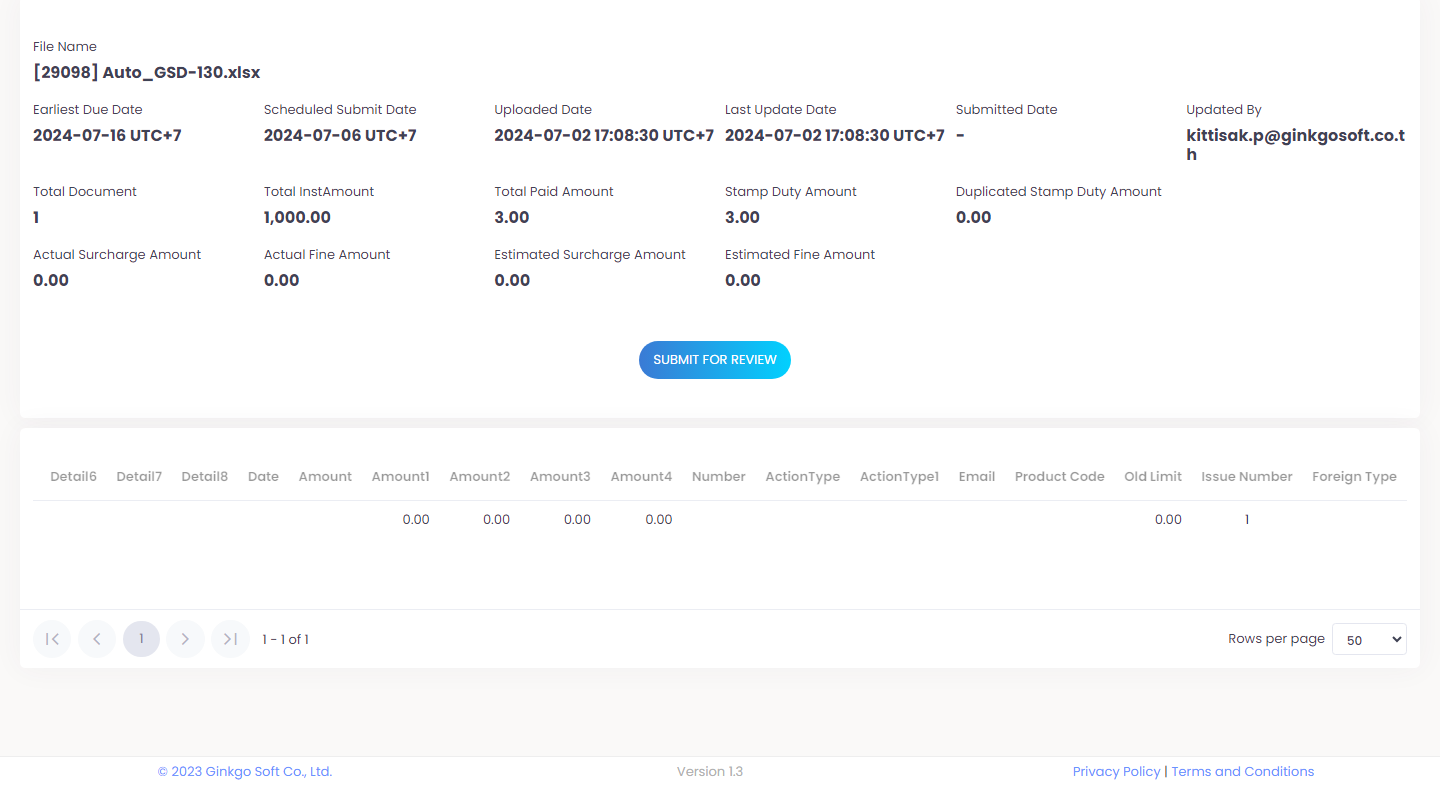 File Name
[29098] Auto_GSD-130.xlsx
Earliest Due Date Scheduled Submit Date Uploaded Date Last Update Date Submitted Date Updated By
2024-07-16 UTC+7 2024-07-06 UTC+7 2024-07-02 17:08:30 UTC+7 2024-07-02 17:08:30 UTC+7 - kittisak.p@ginkgosoft.co.t
h
Total Document Total InstAmount Total Paid Amount Stamp Duty Amount Duplicated Stamp Duty Amount
1 1,000.00 3.00 3.00 0.00
Actual Surcharge Amount Actual Fine Amount Estimated Surcharge Amount Estimated Fine Amount
0.00 0.00 0.00 0.00
SUBMIT FOR REVIEW
Detail6 Detail7 Detail8 Date Amount Amount1 Amount2 Amount3 Amount4 Number ActionType ActionType1 Email Product Code Old Limit Issue Number Foreign Type
0.00 0.00 0.00 0.00 0.00 1
1 1 - 1 of 1 Rows per page 50
© 2023 Ginkgo Soft Co., Ltd. Version 1.3 Privacy Policy | Terms and Conditions